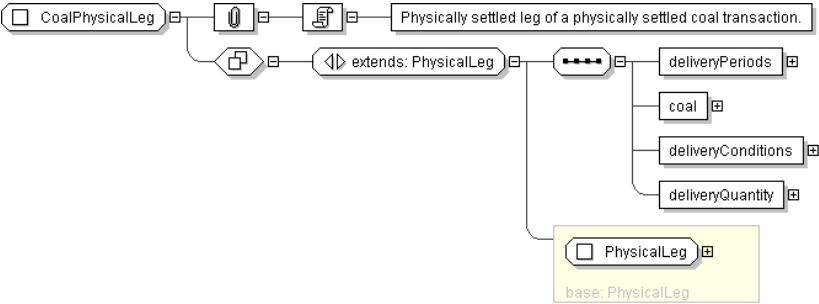 CoalPhysicalLeg
Physically settled leg of a physically settled coal transaction.
extends: PhysicalLeg
deliveryPeriods
coal
deliveryConditions
deliveryQuantity
PhysicalLeg
base: PhysicalLeg